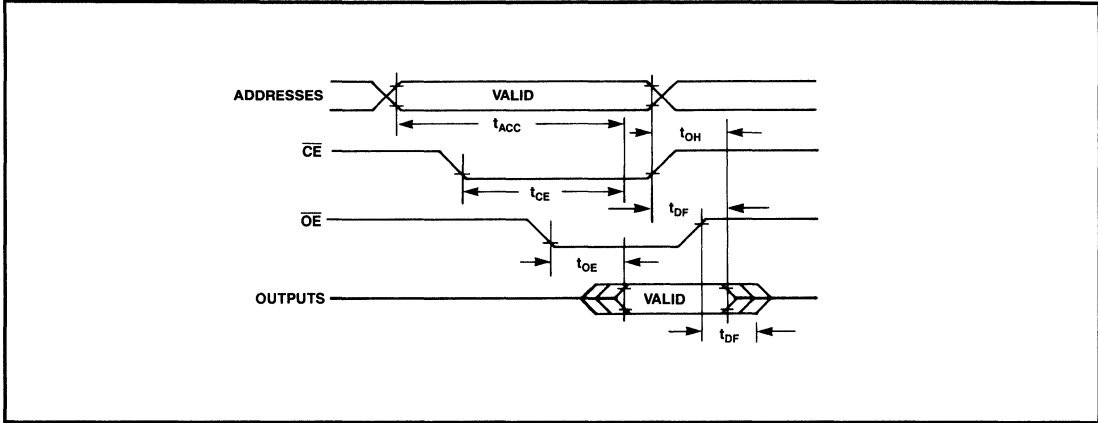 ADDRESSES
VALID
tACC
tOH
CE
tCE
tDF
OE
tOE
OUTPUTS
VALID
tDF